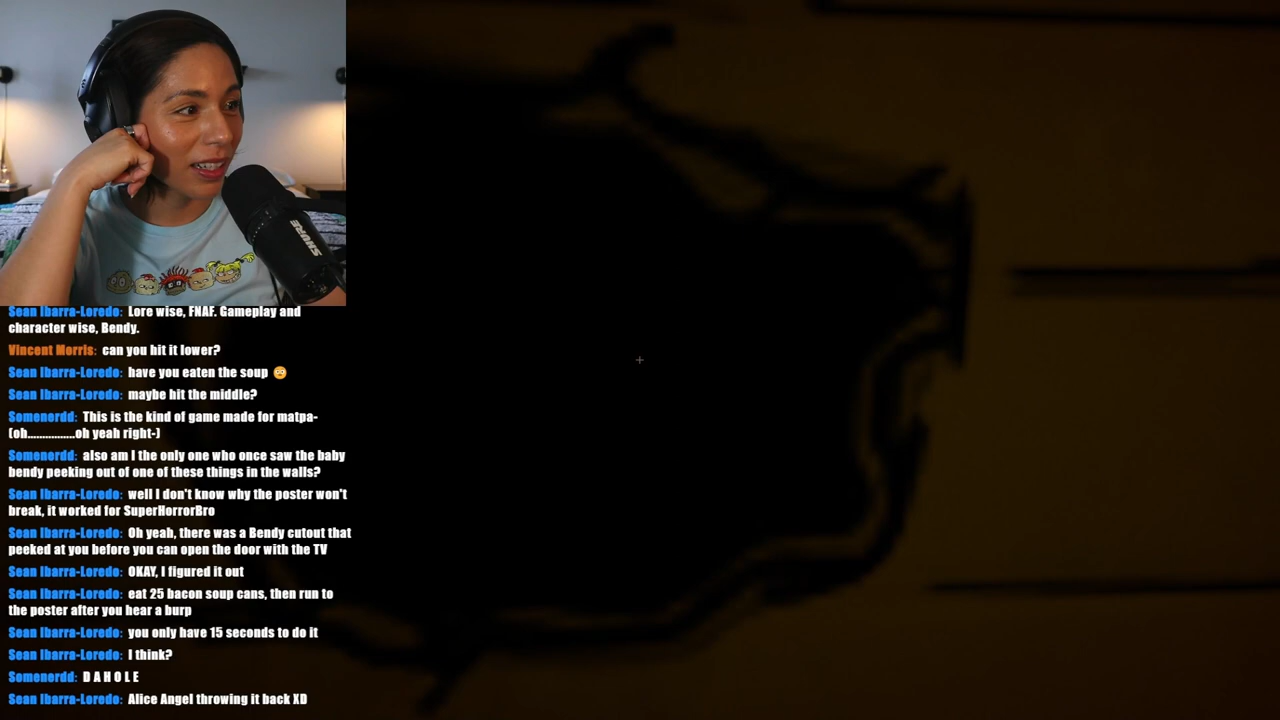 SHURE
Sean Ibarra-Loredo: Lore wise, FNAF. Gameplay and
character wise, Bendy.
Vincent Morris: can you hit it lower?
Sean Ibarra-Loredo: have you eaten the soup 😳
Sean Ibarra-Loredo: maybe hit the middle?
Somenerdd: This is the kind of game made for matpa-
(oh................oh yeah right-)
Somenerdd: also am I the only one who once saw the baby
bendy peeking out of one of these things in the walls?
Sean Ibarra-Loredo: well I don't know why the poster won't
break, it worked for SuperHorrorBro
Sean Ibarra-Loredo: Oh yeah, there was a Bendy cutout that
peeked at you before you can open the door with the TV
Sean Ibarra-Loredo: OKAY, I figured it out
Sean Ibarra-Loredo: eat 25 bacon soup cans, then run to
the poster after you hear a burp
Sean Ibarra-Loredo: you only have 15 seconds to do it
Sean Ibarra-Loredo: I think?
Somenerdd: D A H O L E
Sean Ibarra-Loredo: Alice Angel throwing it back XD